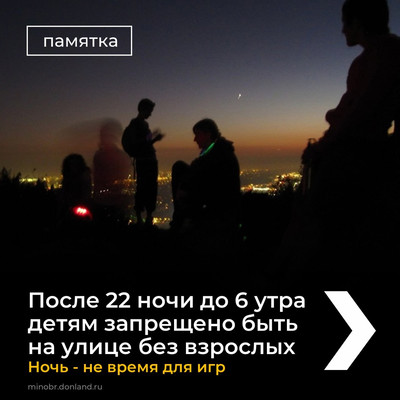 памятка
После 22 ночи до 6 утра
детям запрещено быть
на улице без взрослых
Ночь - не время для игр
minobr.donland.ru